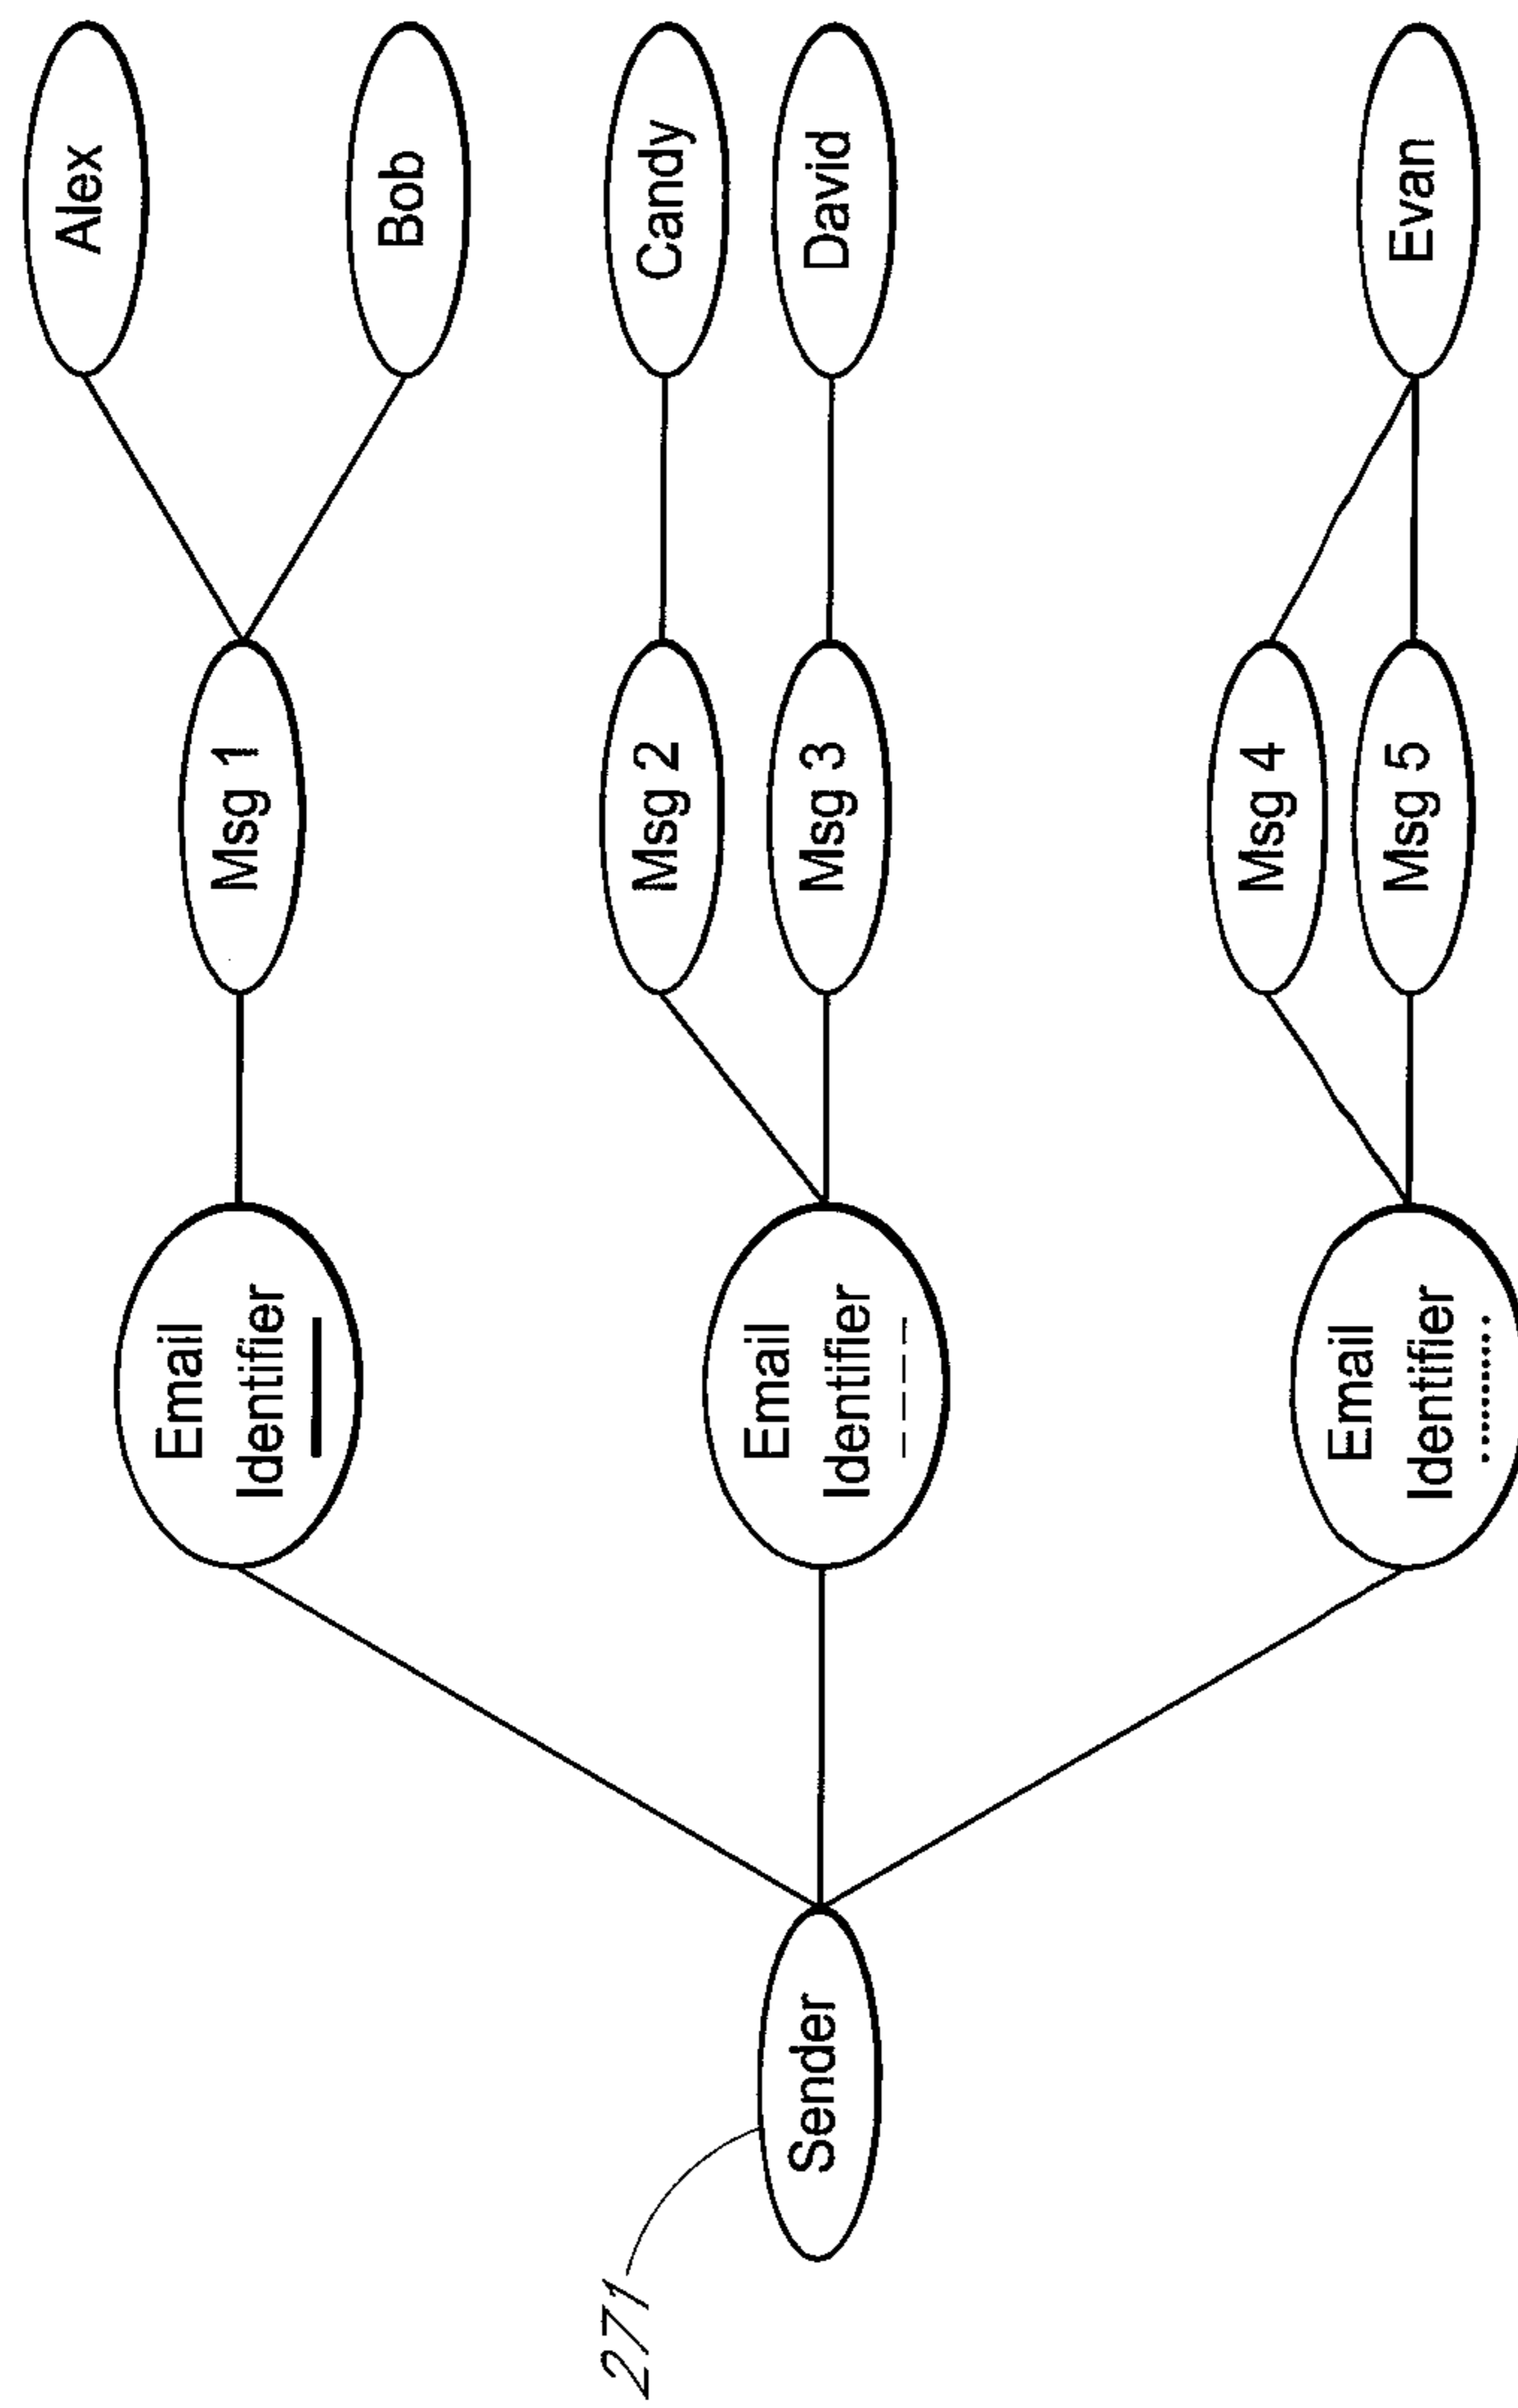 271
Sender
Email
Identifier
Email
Identifier
Email
Identifier
Msg 1
Msg 2
Msg 3
Msg 4
Msg 5
Alex
Bob
Candy
David
Evan